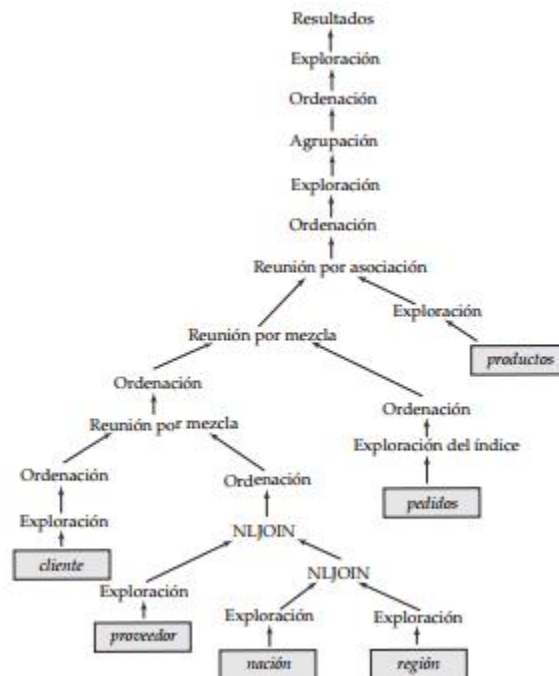 Resultados
Exploración
Ordenación
Agrupación
Exploración
Ordenación
Reunión por asociación
Exploración
productos
Reunión por mezcla
Ordenación
Ordenación
Reunión por mezcla
Exploración del índice
Ordenación
Ordenación
pedidos
Exploración
NLJOIN
cliente
NLJOIN
Exploración
proveedor
Exploración
Exploración
nación
región